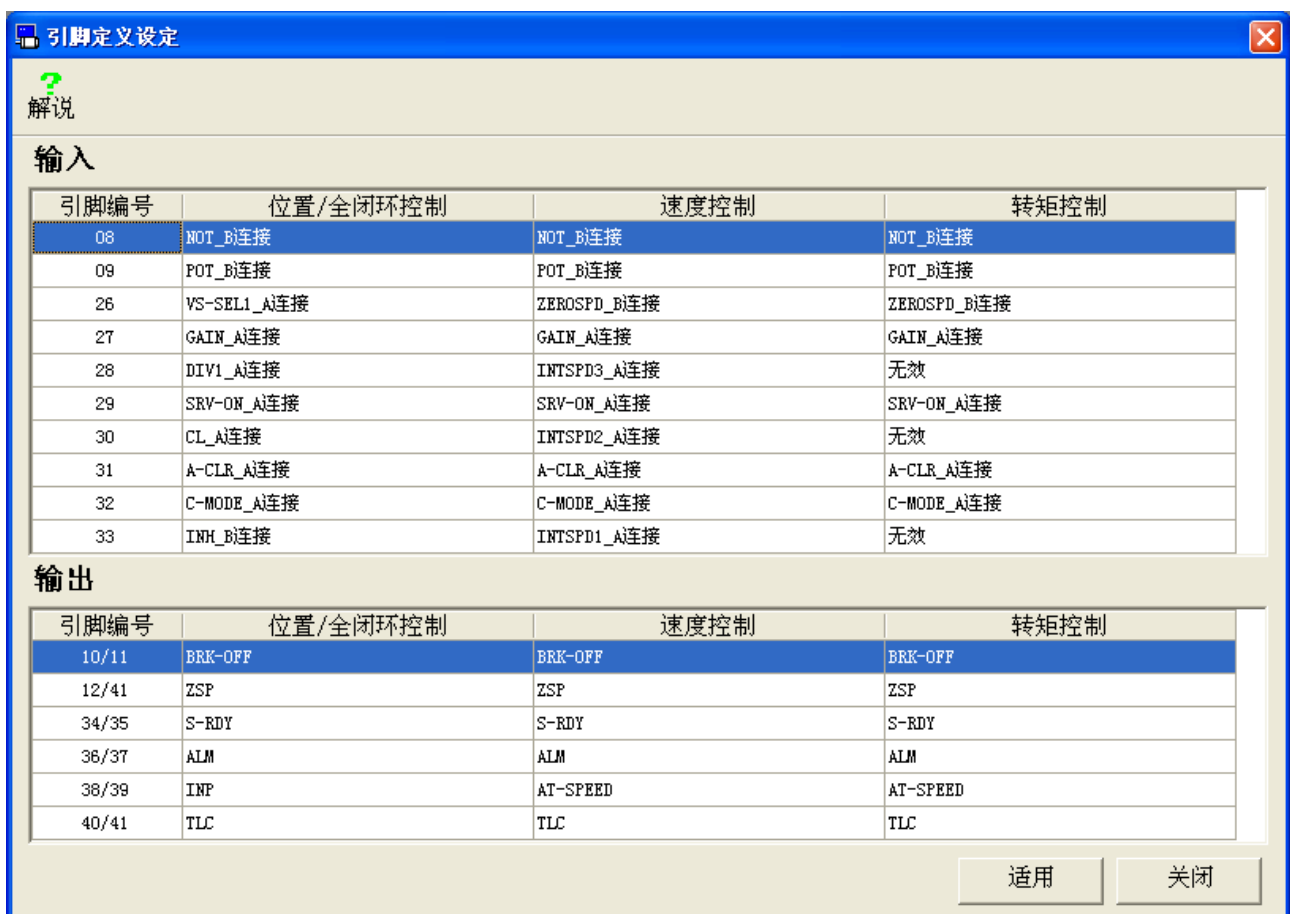 引脚定义设定
?
解说
输入
引脚编号 位置/全闭环控制 速度控制 转矩控制
08 NOT_B连接 NOT_B连接 NOT_B连接
09 POT_B连接 POT_B连接 POT_B连接
26 VS-SEL1_A连接 ZEROSPD_B连接 ZEROSPD_B连接
27 GAIN_A连接 GAIN_A连接 GAIN_A连接
28 DIV1_A连接 INTSPD3_A连接 无效
29 SRV-ON_A连接 SRV-ON_A连接 SRV-ON_A连接
30 CL_A连接 INTSPD2_A连接 无效
31 A-CLR_A连接 A-CLR_A连接 A-CLR_A连接
32 C-MODE_A连接 C-MODE_A连接 C-MODE_A连接
33 INH_B连接 INTSPD1_A连接 无效
输出
引脚编号 位置/全闭环控制 速度控制 转矩控制
10/11 BRK-OFF BRK-OFF BRK-OFF
12/41 ZSP ZSP ZSP
34/35 S-RDY S-RDY S-RDY
36/37 ALM ALM ALM
38/39 INP AT-SPEED AT-SPEED
40/41 TLC TLC TLC
适用 关闭